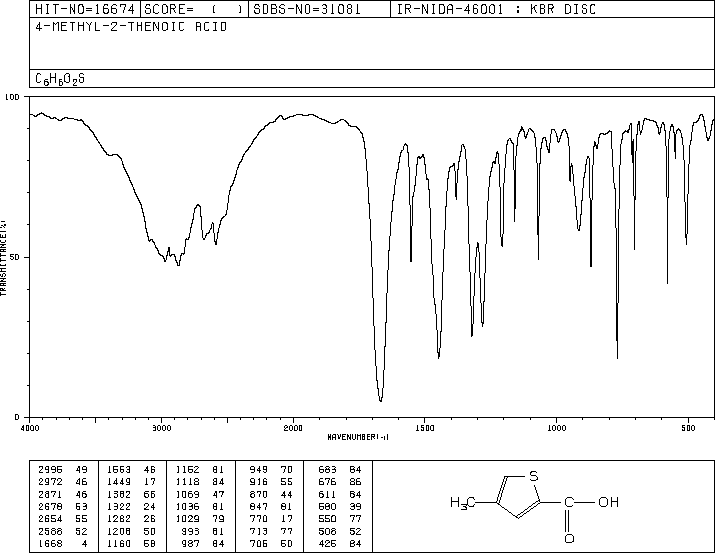 HIT-NO=16674 SCORE= ( ) SDBS-NO=31081 IR-NIDA-46001 : KBR DISC
4-METHYL-2-THENOIC ACID
C6H6O2S
100
50
0
TRANSMITTANCE(%)
4000 3000 2000 1500 1000 500
WAVENUMBER(-1)
2995 49 1553 46 1152 81 949 70 683 84
2972 46 1449 17 1118 84 916 55 676 86
2871 46 1382 66 1069 47 870 44 611 84
2678 53 1322 24 1036 81 847 81 580 39
2654 55 1282 26 1029 79 770 17 550 77
2588 52 1208 50 993 81 713 77 508 52
1668 4 1160 58 987 84 706 50 426 84
S
H3C
C
OH
O